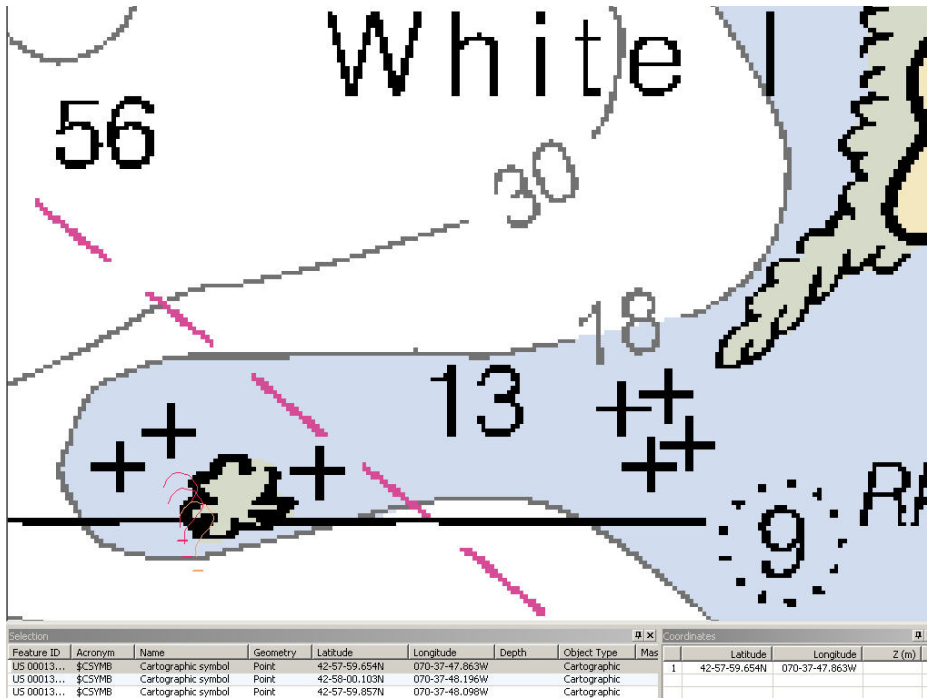 White I
56
30
18
13
9
Selection
Coordinates
Feature ID Acronym Name Geometry Latitude Longitude Depth Object Type Mas
US 00013... $CSYMB Cartographic symbol Point 42-57-59.654N 070-37-47.863W Cartographic
US 00013... $CSYMB Cartographic symbol Point 42-58-00.103N 070-37-48.196W Cartographic
US 00013... $CSYMB Cartographic symbol Point 42-57-59.857N 070-37-48.098W Cartographic
Latitude Longitude Z (m)
1 42-57-59.654N 070-37-47.863W